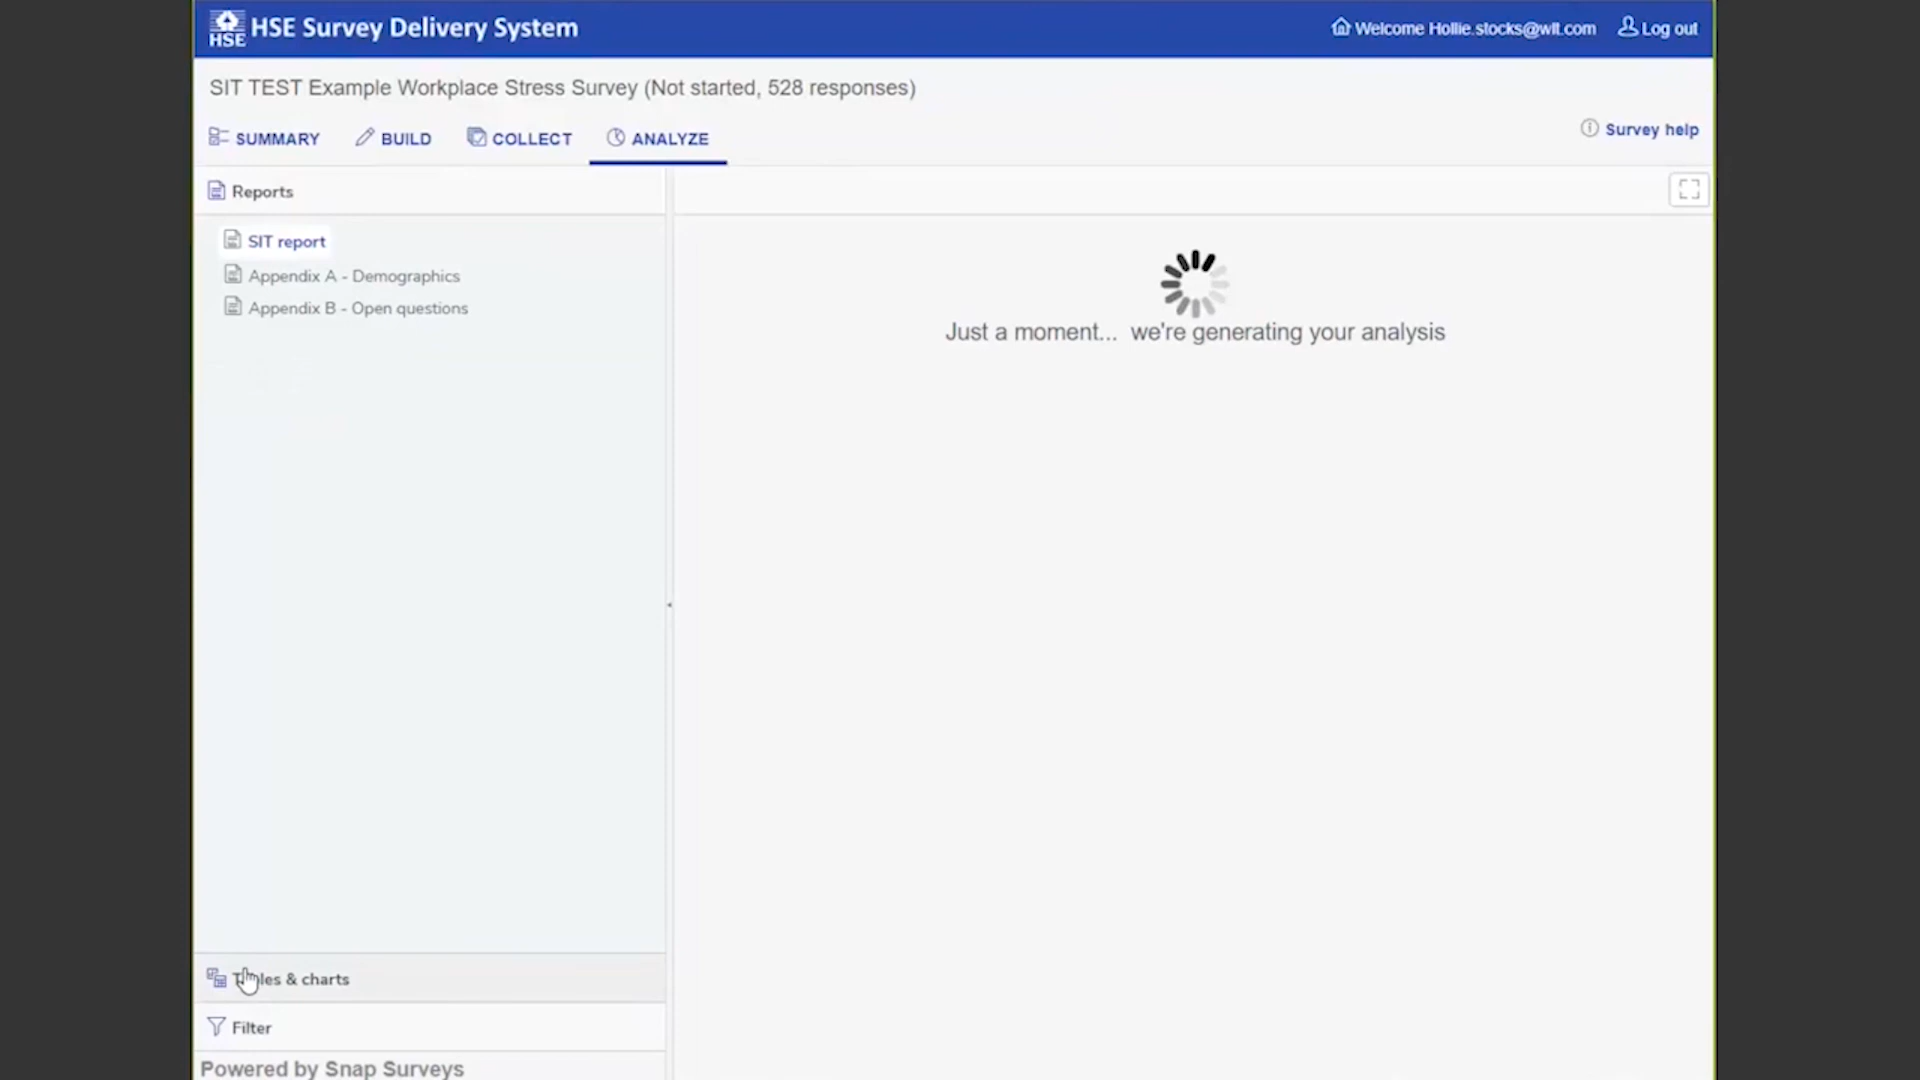 HSE HSE Survey Delivery System
Welcome Hollie.stocks@wlt.com Log out
SIT TEST Example Workplace Stress Survey (Not started, 528 responses)
SUMMARY BUILD COLLECT ANALYZE
Survey help
Reports
SIT report
Appendix A - Demographics
Appendix B - Open questions
Just a moment... we're generating your analysis
& charts
Filter
Powered by Snap Surveys